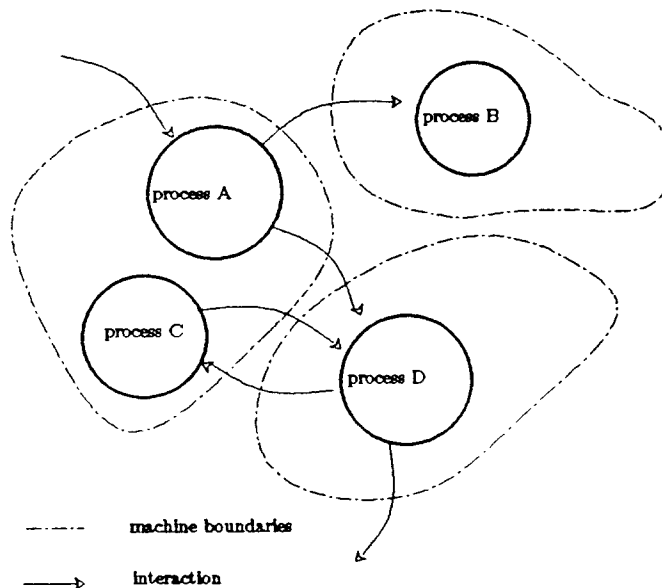 process B
process A
process C
process D
machine boundaries
interaction